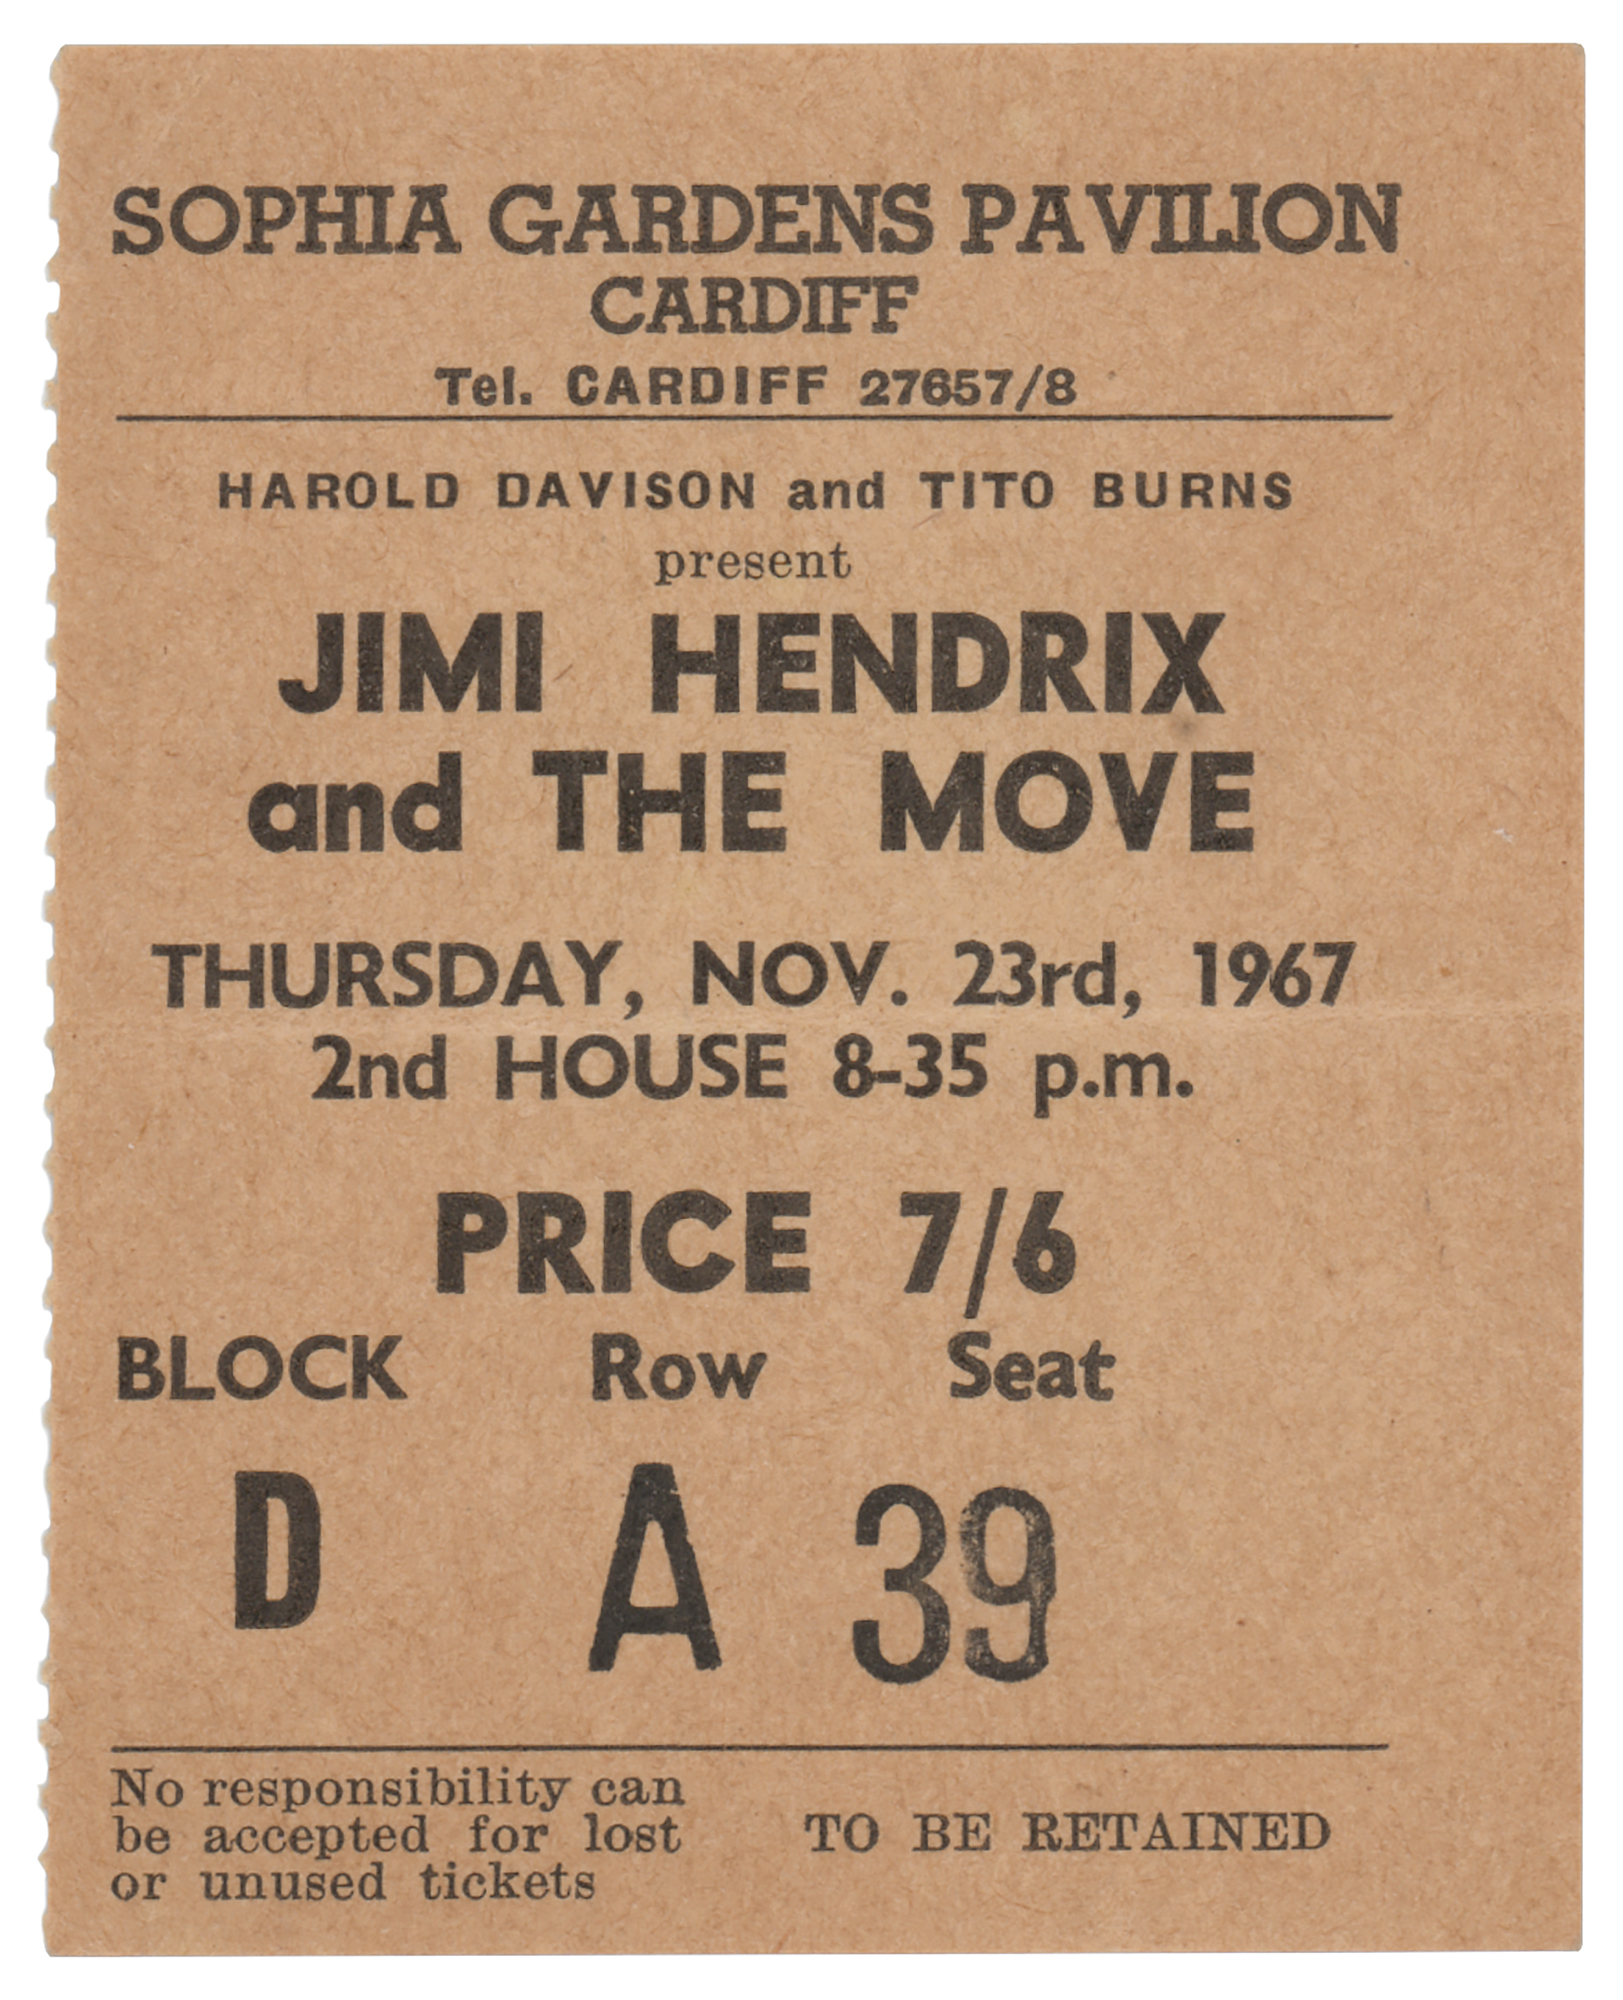 SOPHIA GARDENS PAVILION
CARDIFF
Tel. CARDIFF 27657/8
HAROLD DAVISON and TITO BURNS
present
JIMI HENDRIX
and THE MOVE
THURSDAY, NOV. 23rd, 1967
2nd HOUSE 8-35 p.m.
PRICE 7/6
BLOCK Row Seat
D A 39
No responsibility can
be accepted for lost
or unused tickets
TO BE RETAINED